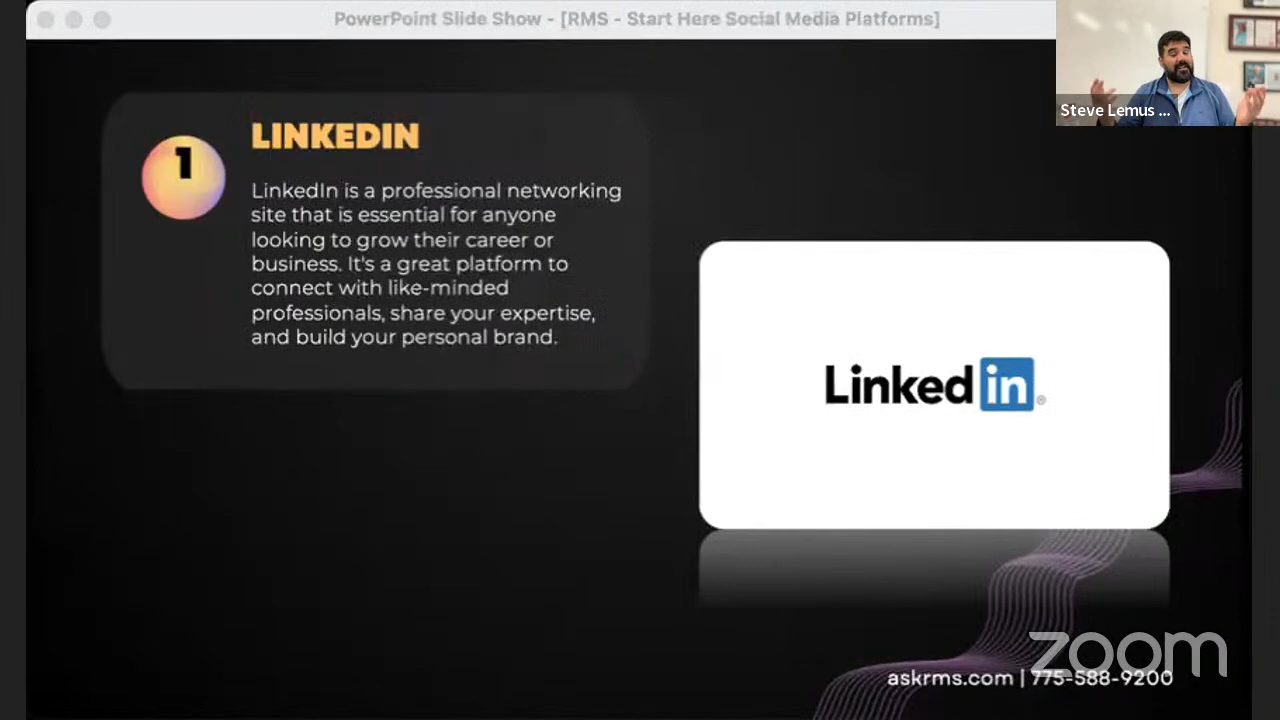 PowerPoint Slide Show - [RMS - Start Here Social Media Platforms]
Steve Lemus ...
1
LINKEDIN
LinkedIn is a professional networking
site that is essential for anyone
looking to grow their career or
business. It's a great platform to
connect with like-minded
professionals, share your expertise,
and build your personal brand.
Linked in®
zoom
askrms.com | 775-588-9200